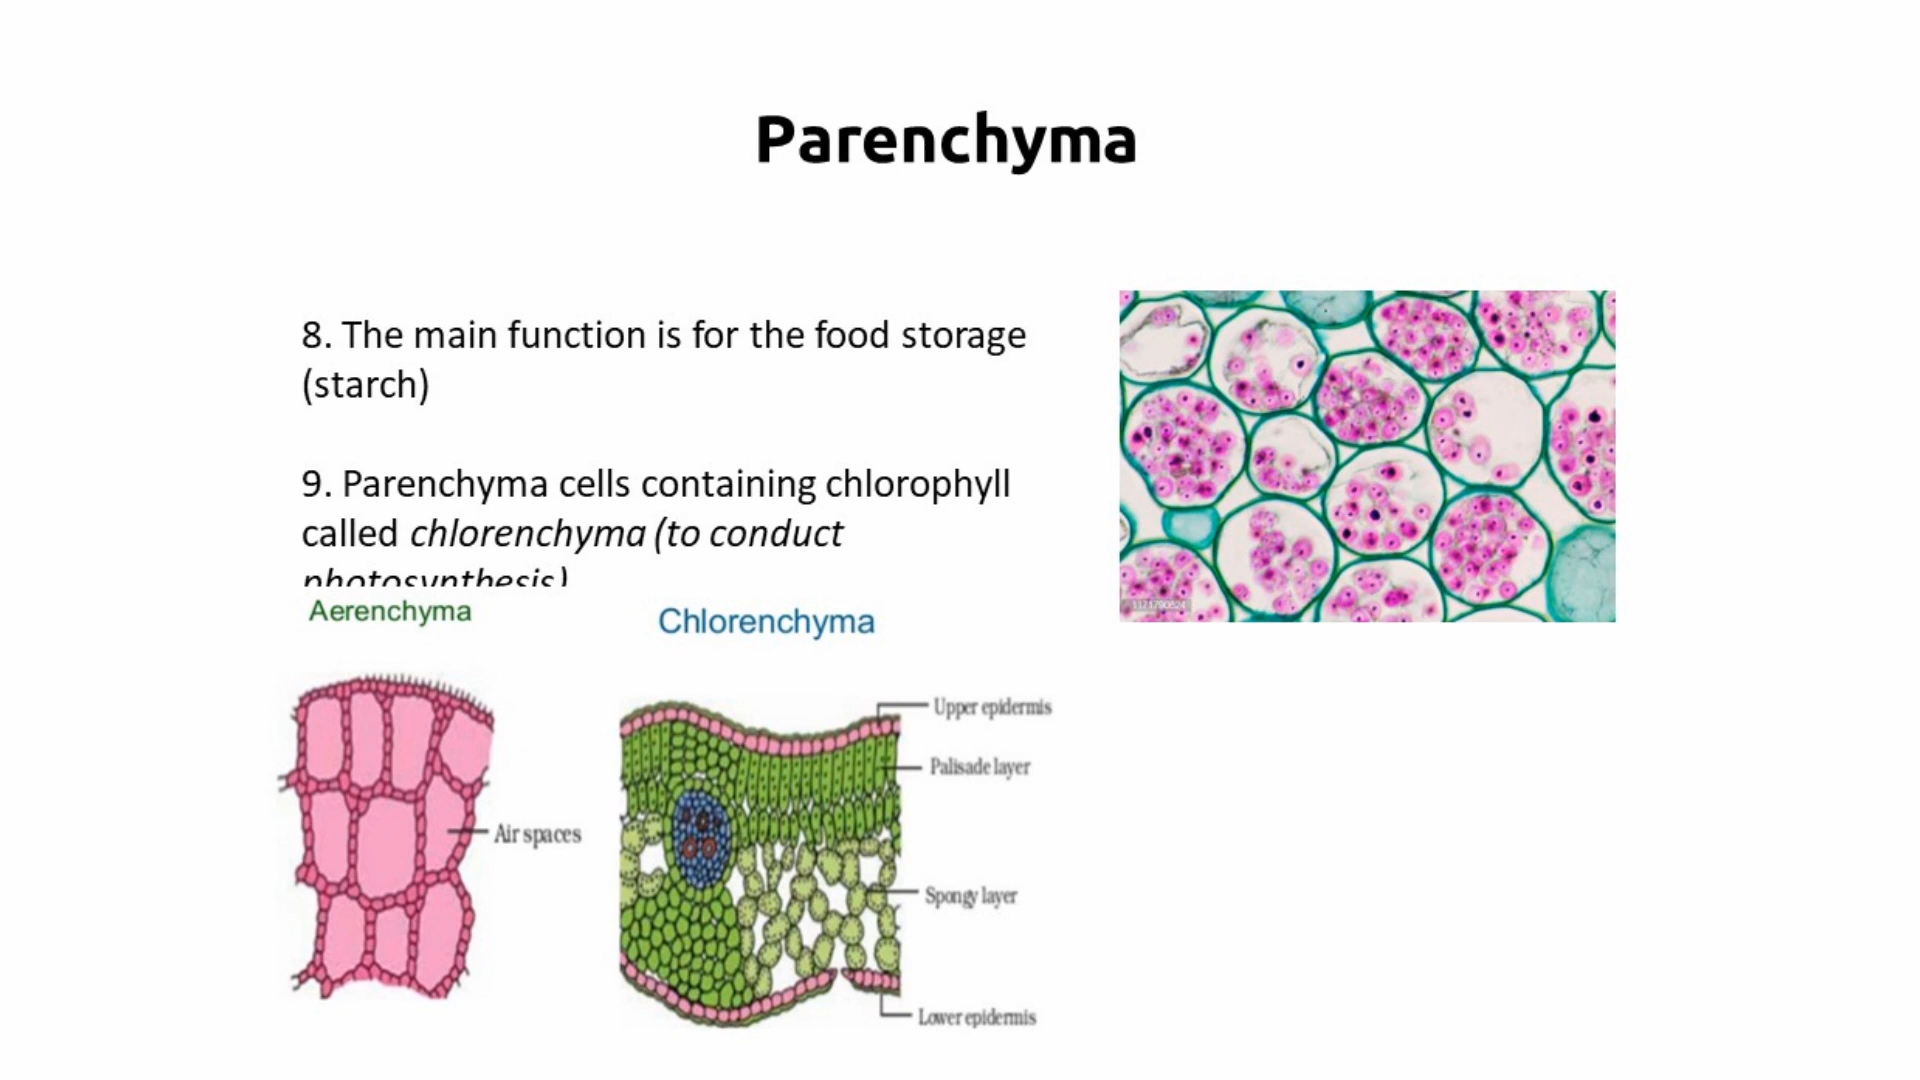 Parenchyma
8. The main function is for the food storage
(starch)
9. Parenchyma cells containing chlorophyll
called chlorenchyma (to conduct
photosynthesis)
Aerenchyma
Chlorenchyma
Upper epidermis
Palisade layer
Air spaces
Spongy layer
Lower epidermis